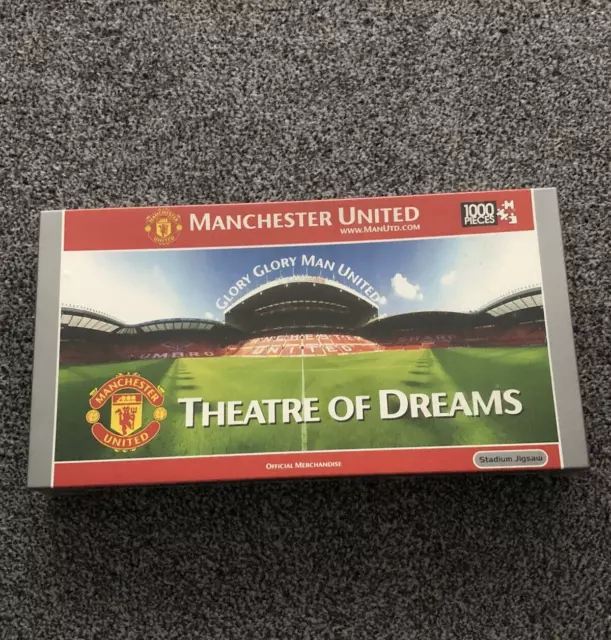 MANCHESTER UNITED
WWW.MANUTD.COM
1000
PIECES
GLORY GLORY MAN UNITED
UMBRO
UNITED
MANCHESTER
UNITED
THEATRE OF DREAMS
OFFICIAL MERCHANDISE
Stadium Jigsaw